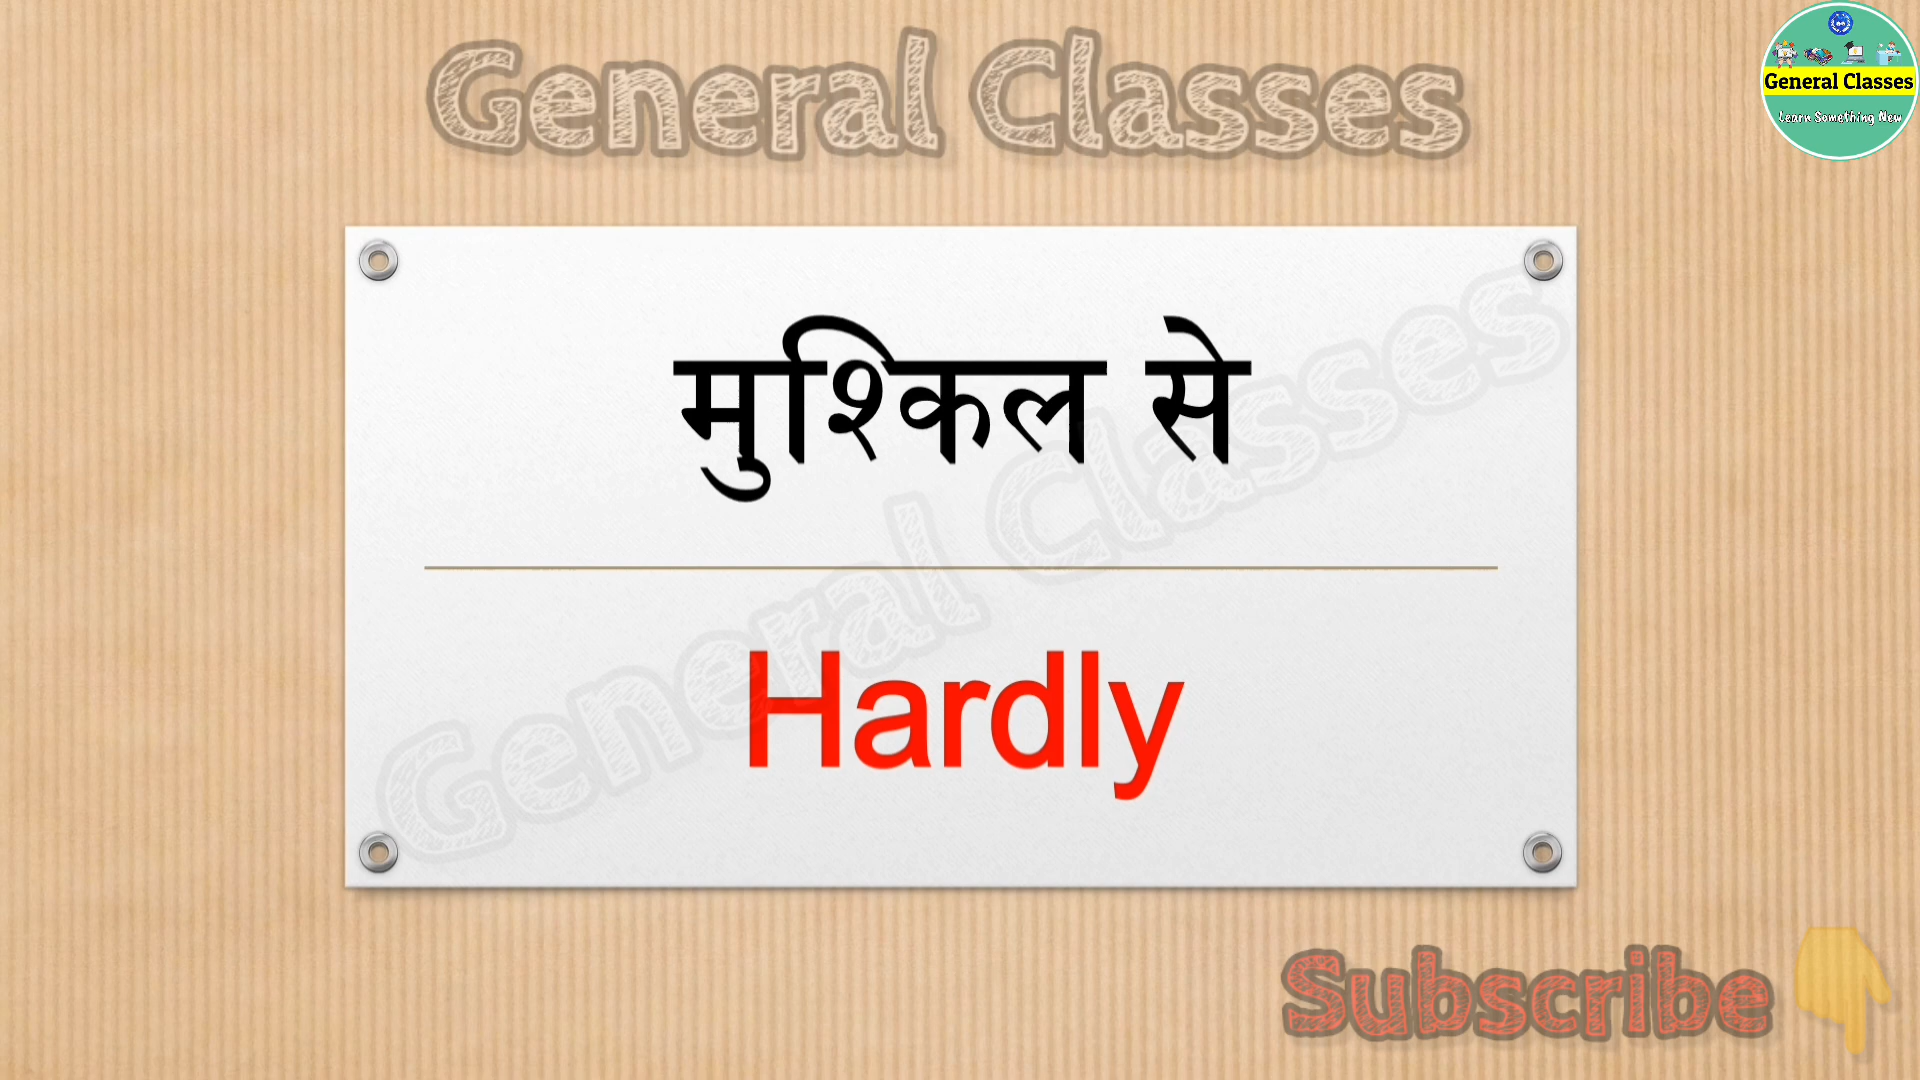 General Classes
General Classes
Learn Something New
मुश्किल से
General Classes
Hardly
Subscribe